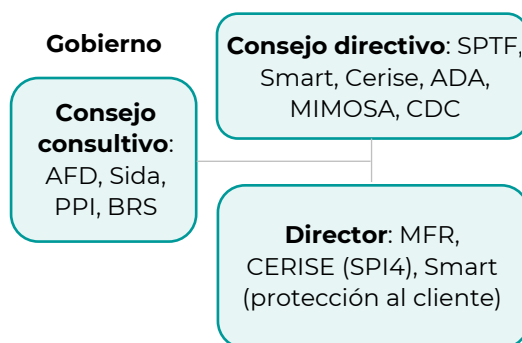 Gobierno
Consejo directivo: SPTF,
Smart, Cerise, ADA,
MIMOSA, CDC
Consejo
consultivo:
AFD, Sida,
PPI, BRS
Director: MFR,
CERISE (SPI4), Smart
(protección al cliente)